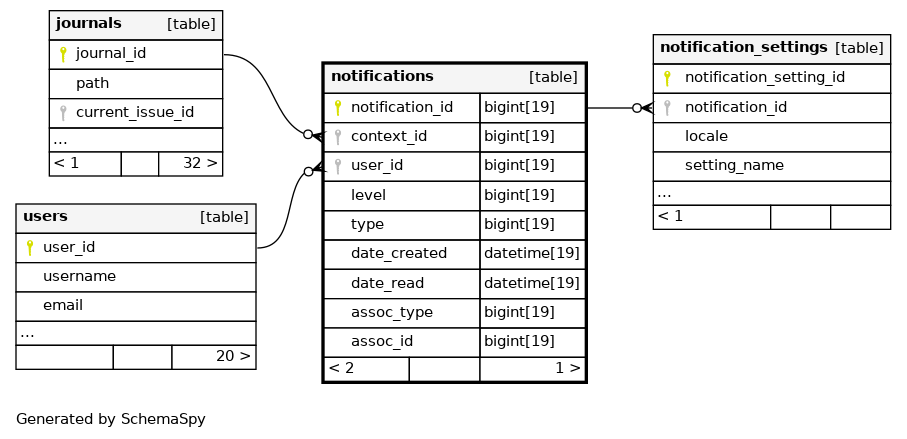 journals [table]
journal_id
path
current_issue_id
...
< 1 32 >
users [table]
user_id
username
email
...
20 >
notifications [table]
notification_id bigint[19]
context_id bigint[19]
user_id bigint[19]
level bigint[19]
type bigint[19]
date_created datetime[19]
date_read datetime[19]
assoc_type bigint[19]
assoc_id bigint[19]
< 2 1 >
notification_settings [table]
notification_setting_id
notification_id
locale
setting_name
...
< 1
Generated by SchemaSpy